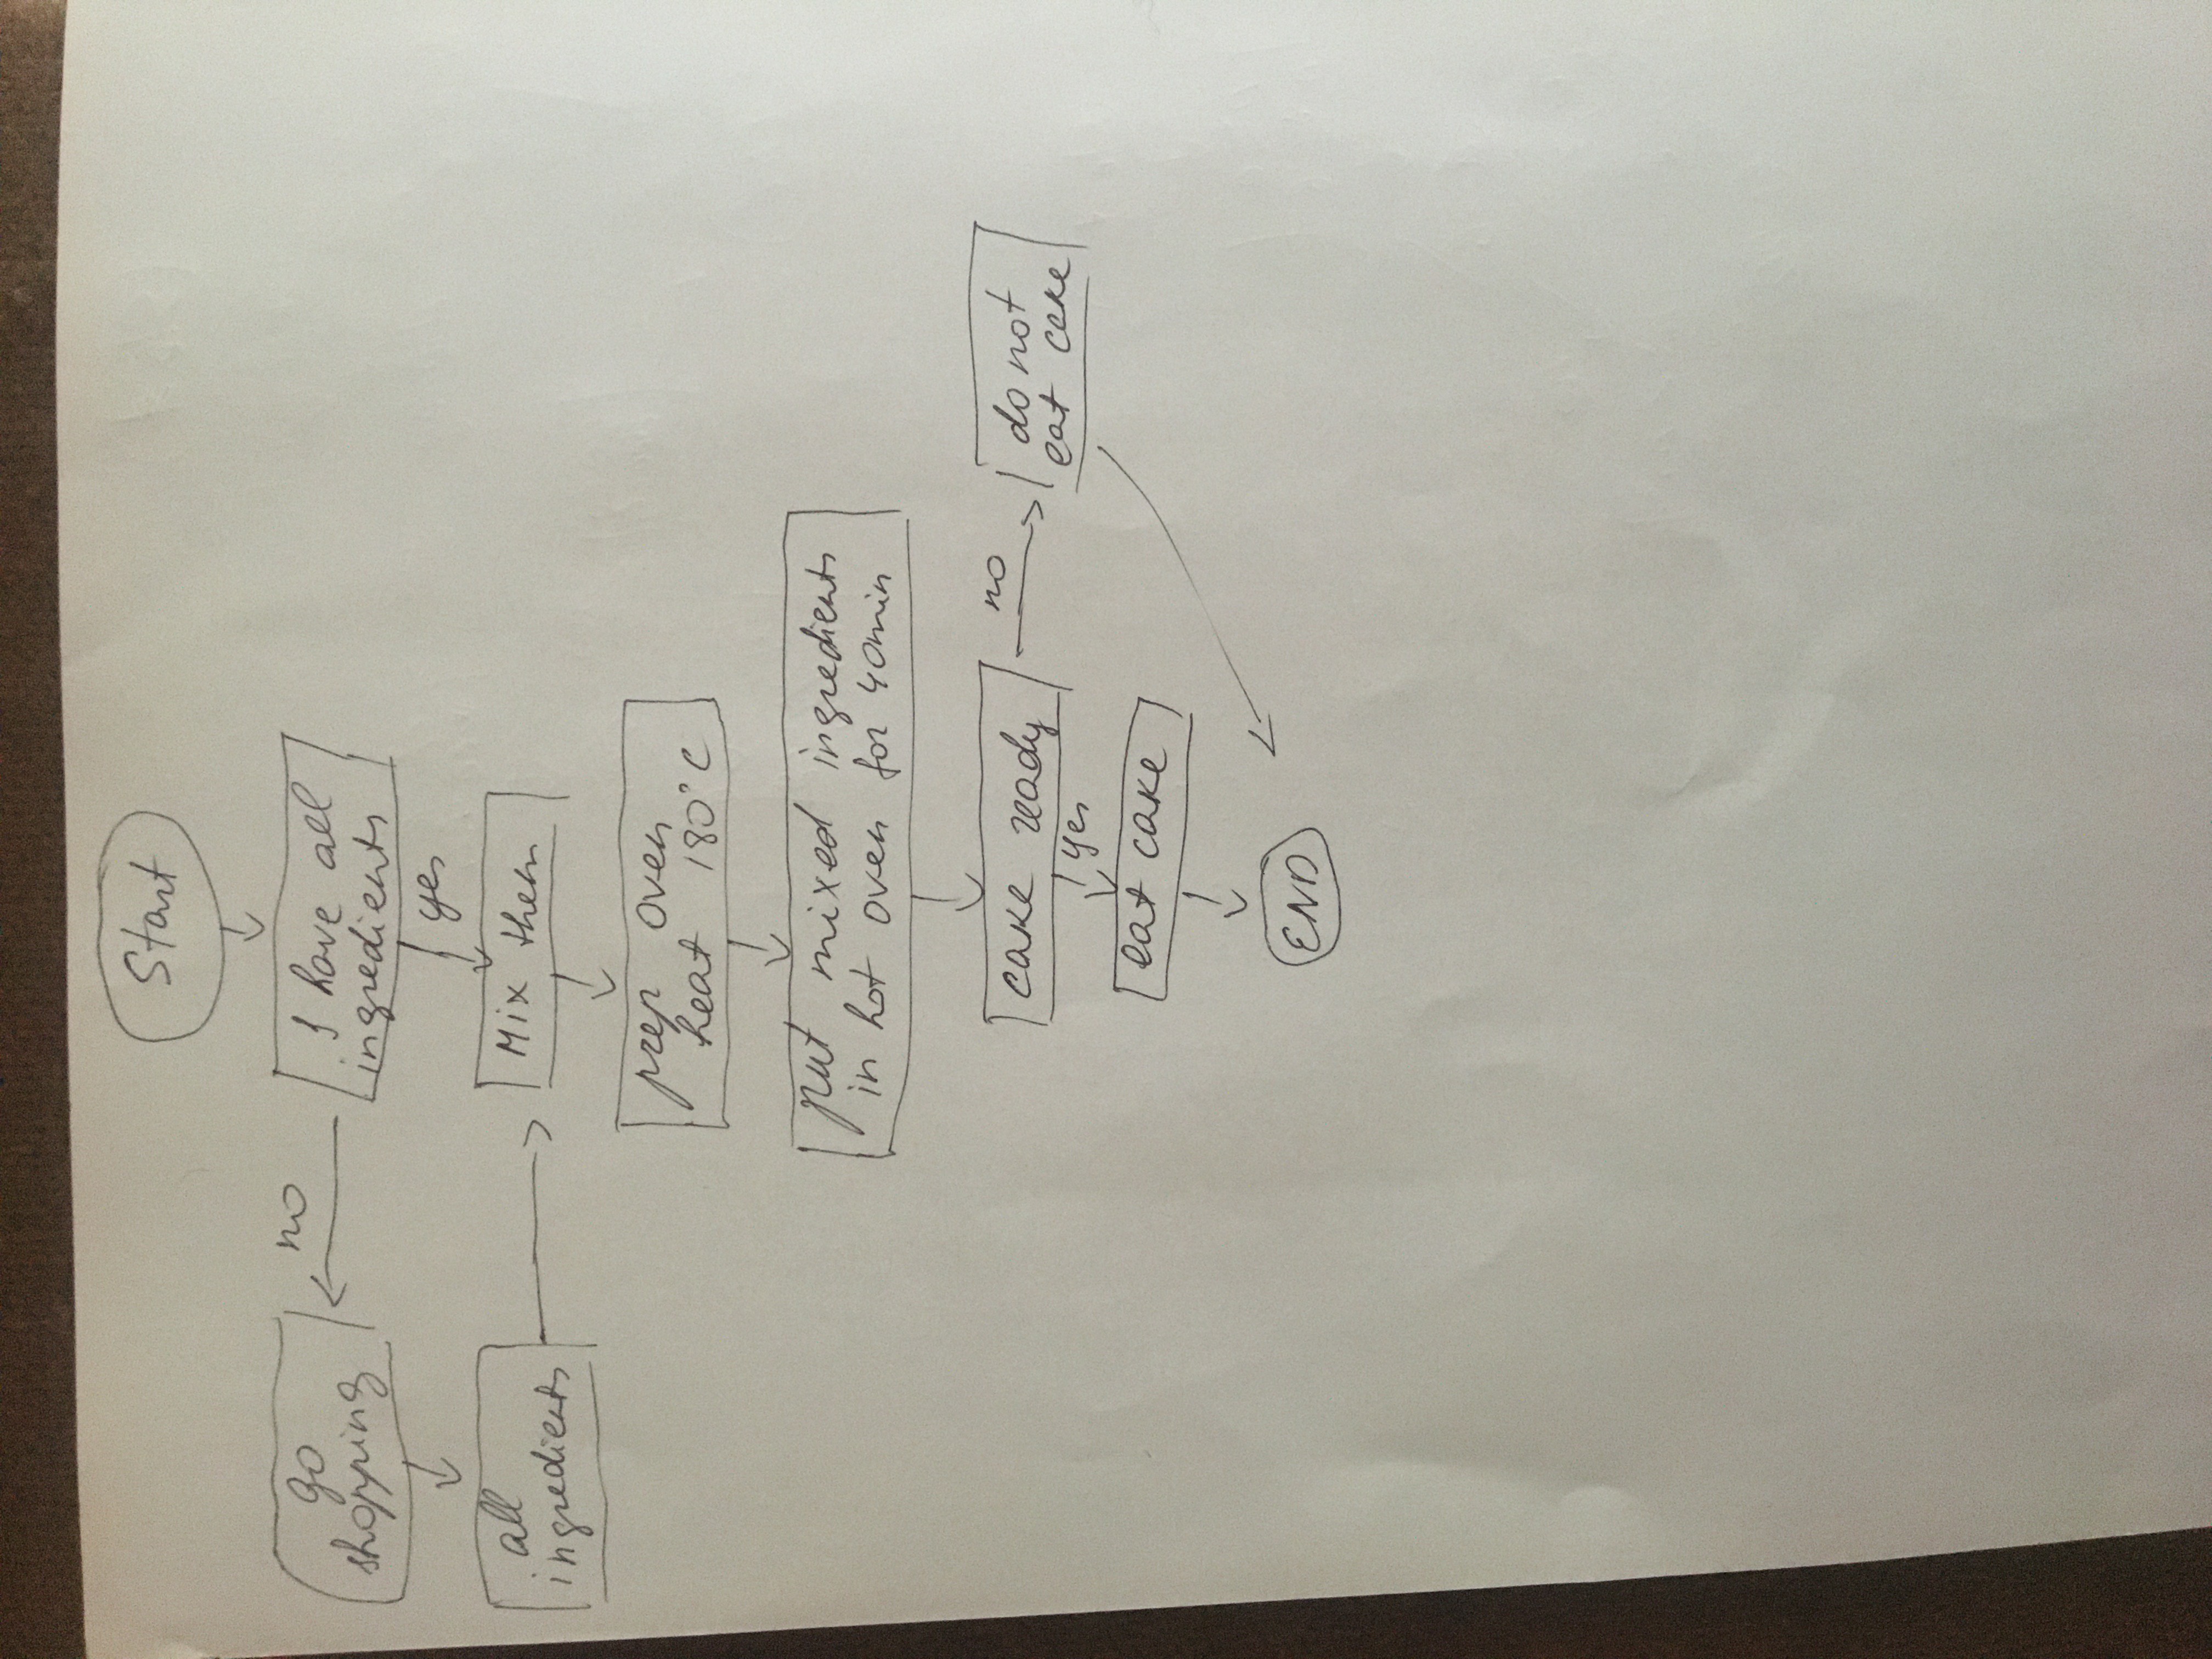 Start
no
go
shopping
I have all
ingredients
yes
all
ingredients
Mix them
prep oven
heat 180°C
put mixed ingredients
in hot oven for 40min
cake ready
no
do not
eat cake
yes
eat cake
END